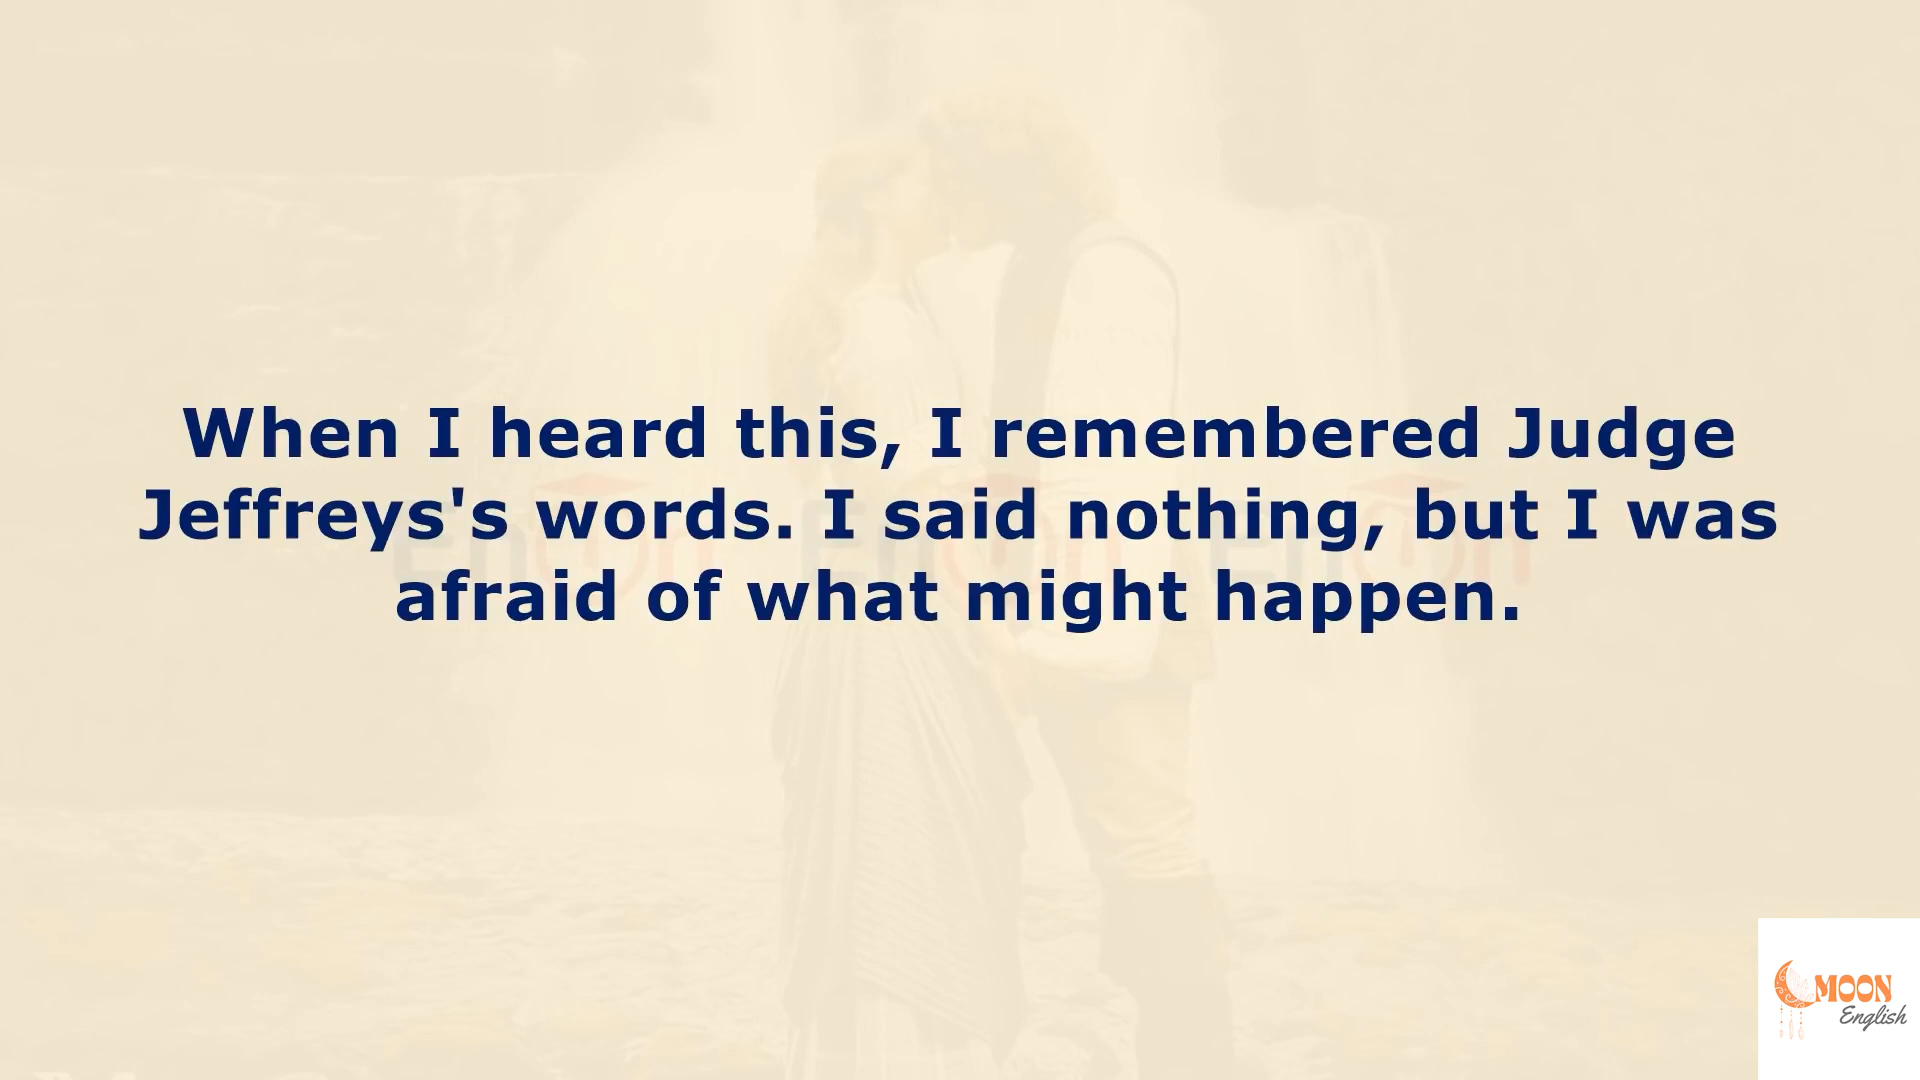 When I heard this, I remembered Judge
Jeffreys's words. I said nothing, but I was
afraid of what might happen.
MOON
English